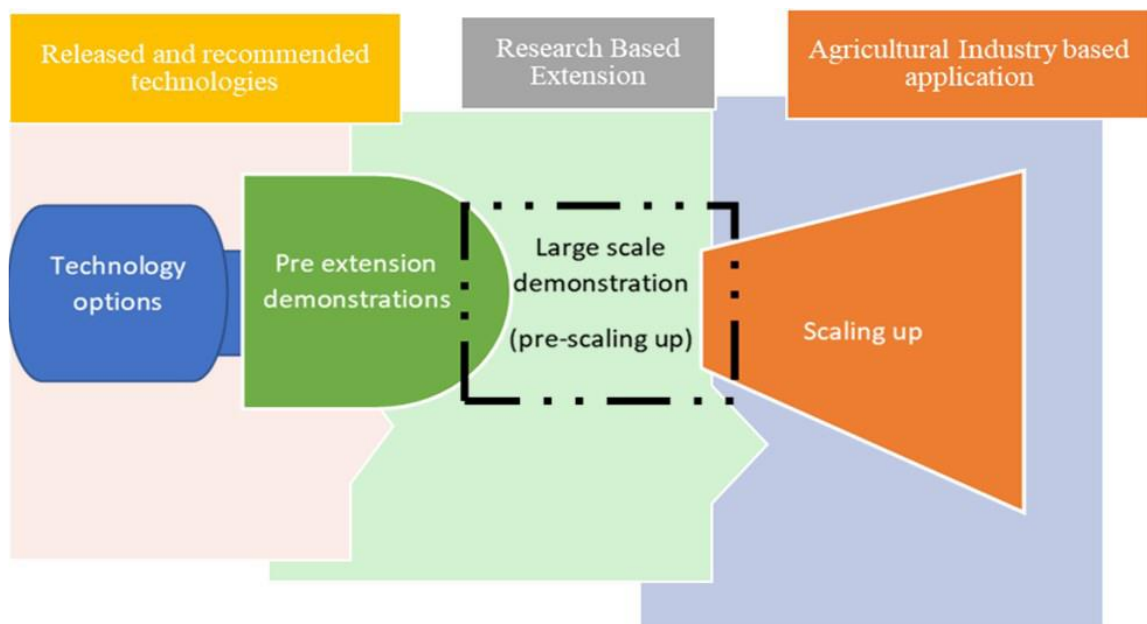 Released and recommended
technologies
Research Based
Extension
Agricultural Industry based
application
Technology
options
Pre extension
demonstrations
Large scale
demonstration
(pre-scaling up)
Scaling up